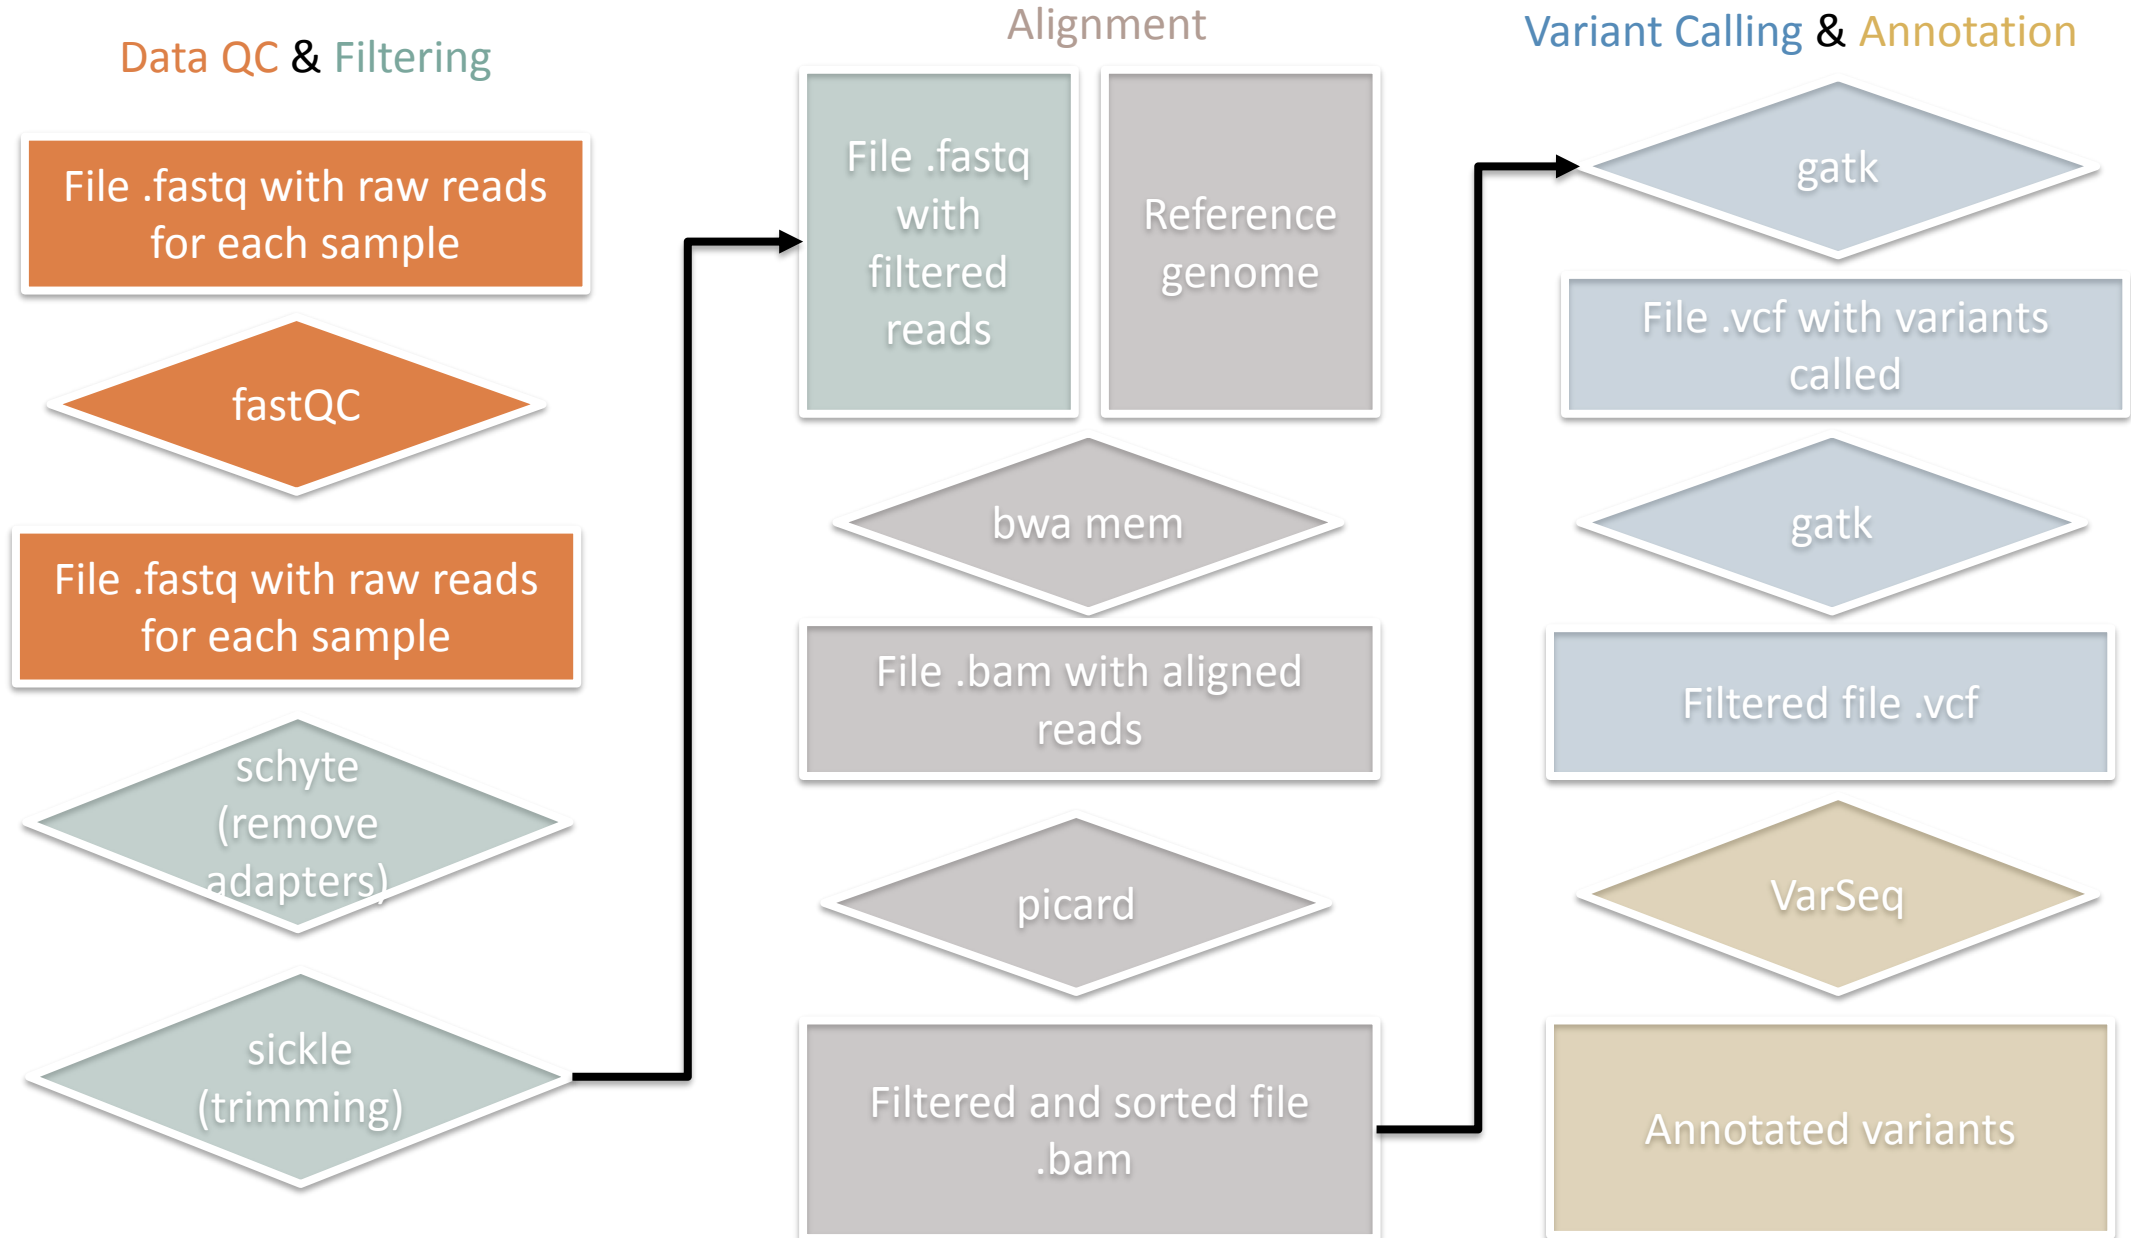 Data QC & Filtering
File .fastq with raw reads
for each sample
fastQC
File .fastq with raw reads
for each sample
schyte
(remove
adapters)
sickle
(trimming)
Alignment
File .fastq
with
filtered
reads
Reference
genome
bwa mem
File .bam with aligned
reads
picard
Filtered and sorted file
.bam
Variant Calling & Annotation
gatk
File .vcf with variants
called
gatk
Filtered file .vcf
VarSeq
Annotated variants